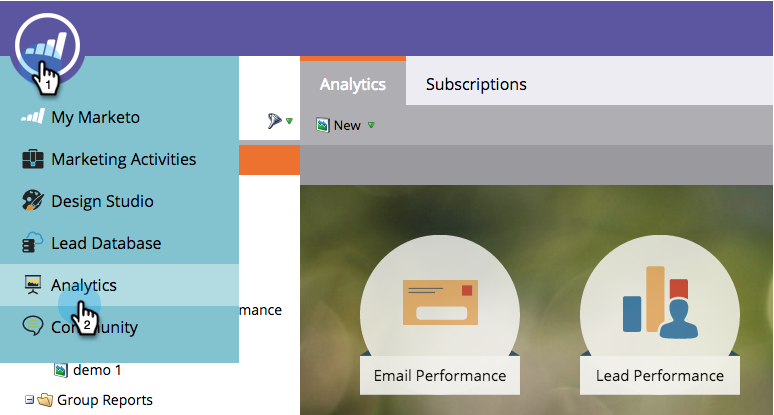 1
My Marketo
Marketing Activities
Design Studio
Lead Database
Analytics
2
Community
mance
demo 1
Group Reports
Analytics
Subscriptions
New
Email Performance
Lead Performance